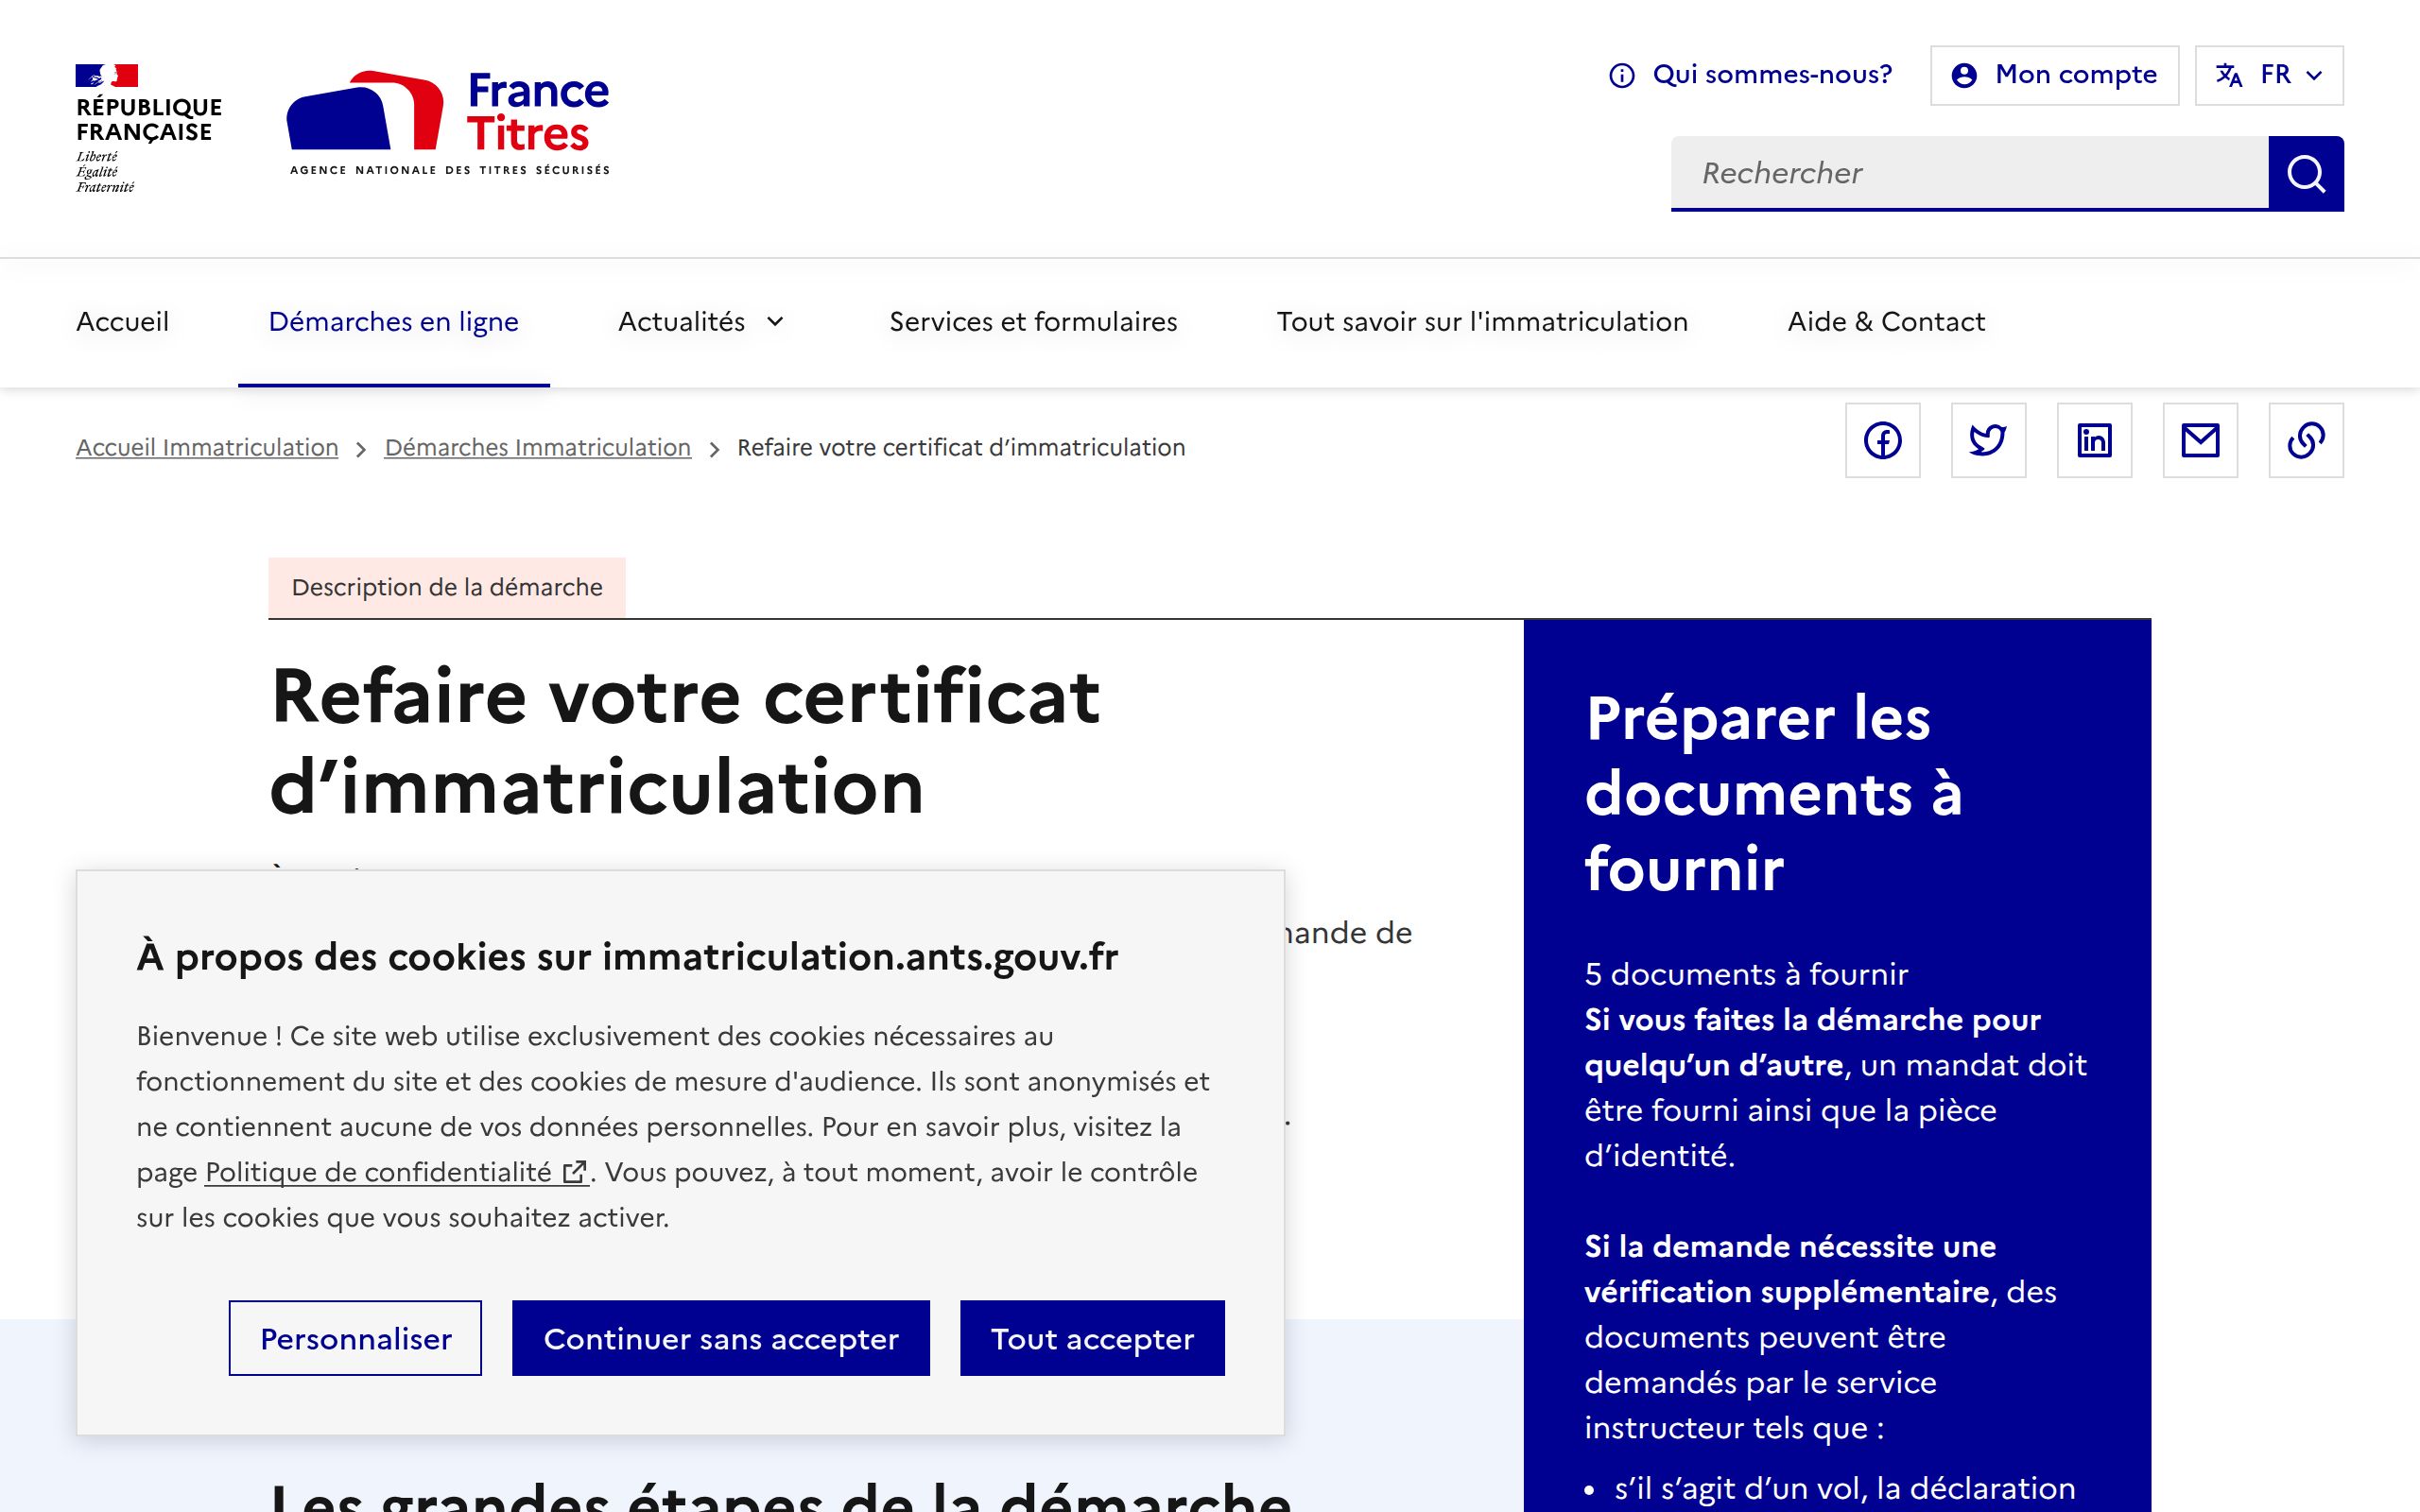 RÉPUBLIQUE
FRANÇAISE
Liberté
Égalité
Fraternité
France
Titres
AGENCE NATIONALE DES TITRES SÉCURISÉS
Qui sommes-nous?
Mon compte
FR
Rechercher
Accueil
Démarches en ligne
Actualités
Services et formulaires
Tout savoir sur l'immatriculation
Aide & Contact
Accueil Immatriculation
Démarches Immatriculation
Refaire votre certificat d’immatriculation
Description de la démarche
Refaire votre certificat
d’immatriculation
de
À propos des cookies sur immatriculation.ants.gouv.fr
Bienvenue ! Ce site web utilise exclusivement des cookies nécessaires au
fonctionnement du site et des cookies de mesure d'audience. Ils sont anonymisés et
ne contiennent aucune de vos données personnelles. Pour en savoir plus, visitez la
page Politique de confidentialité . Vous pouvez, à tout moment, avoir le contrôle
sur les cookies que vous souhaitez activer.
Personnaliser
Continuer sans accepter
Tout accepter
Les grandes étapes de la démarche
Préparer les
documents à
fournir
5 documents à fournir
Si vous faites la démarche pour
quelqu’un d’autre, un mandat doit
être fourni ainsi que la pièce
d’identité.
Si la demande nécessite une
vérification supplémentaire, des
documents peuvent être
demandés par le service
instructeur tels que :
• s’il s’agit d’un vol, la déclaration